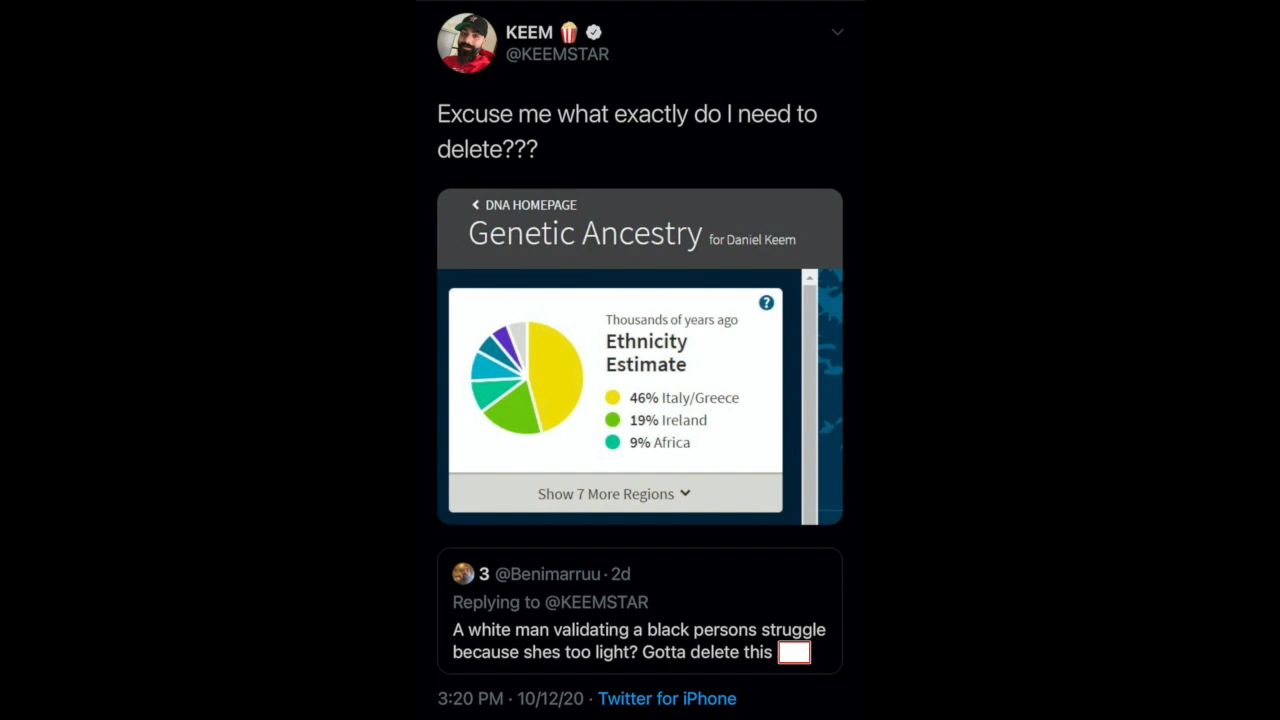 KEEM
@KEEMSTAR
Excuse me what exactly do I need to
delete???
DNA HOMEPAGE
Genetic Ancestry for Daniel Keem
?
Thousands of years ago
Ethnicity
Estimate
46% Italy/Greece
19% Ireland
9% Africa
Show 7 More Regions
3 @Benimarruu · 2d
Replying to @KEEMSTAR
A white man validating a black persons struggle
because shes too light? Gotta delete this
3:20 PM · 10/12/20 · Twitter for iPhone